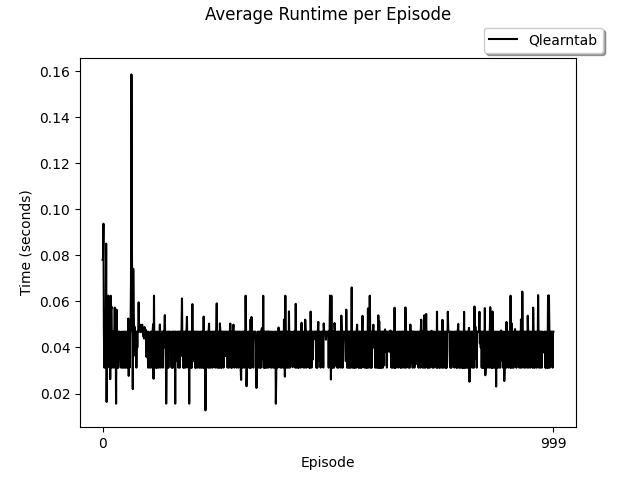 Average Runtime per Episode
Qlearntab
0.16
0.14
0.12
0.10
0.08
0.06
0.04
0.02
Time (seconds)
0
999
Episode